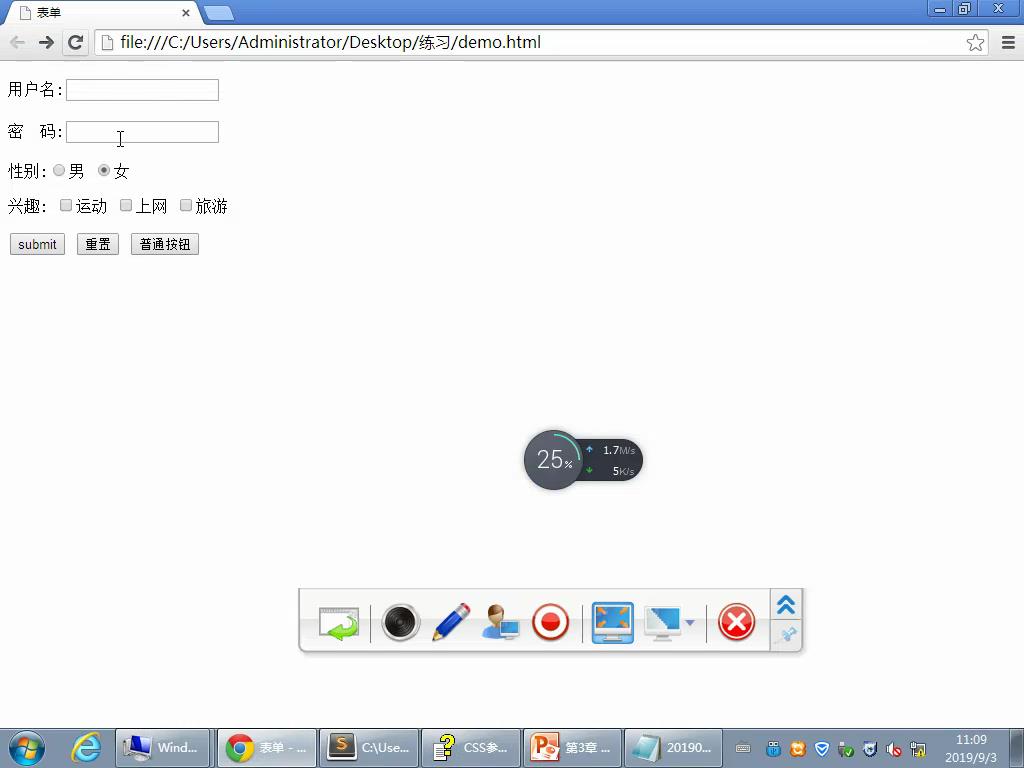 表单
file:///C:/Users/Administrator/Desktop/练习/demo.html
用户名:
密 码:
性别: 男 女
兴趣: 运动 上网 旅游
submit 重置 普通按钮
25% 1.7M/s
5K/s
Wind... 表单 - ... C:\Use... CSS参... 第3章 ... 20190...
11:09
2019/9/3